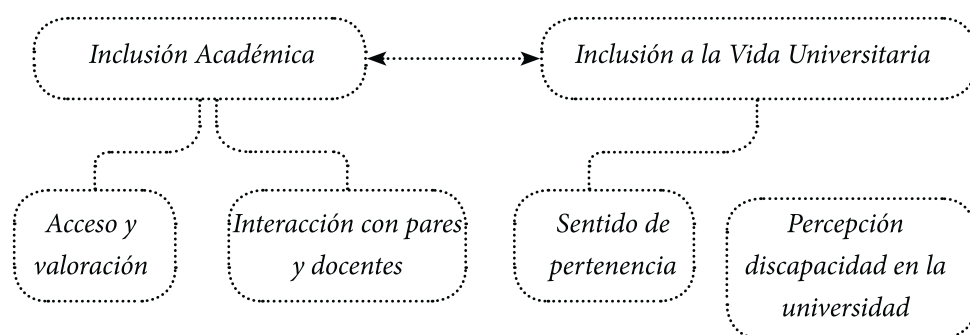 Inclusión Académica
Inclusión a la Vida Universitaria
Acceso y
valoración
Interacción con pares
y docentes
Sentido de
pertenencia
Percepción
discapacidad en la
universidad